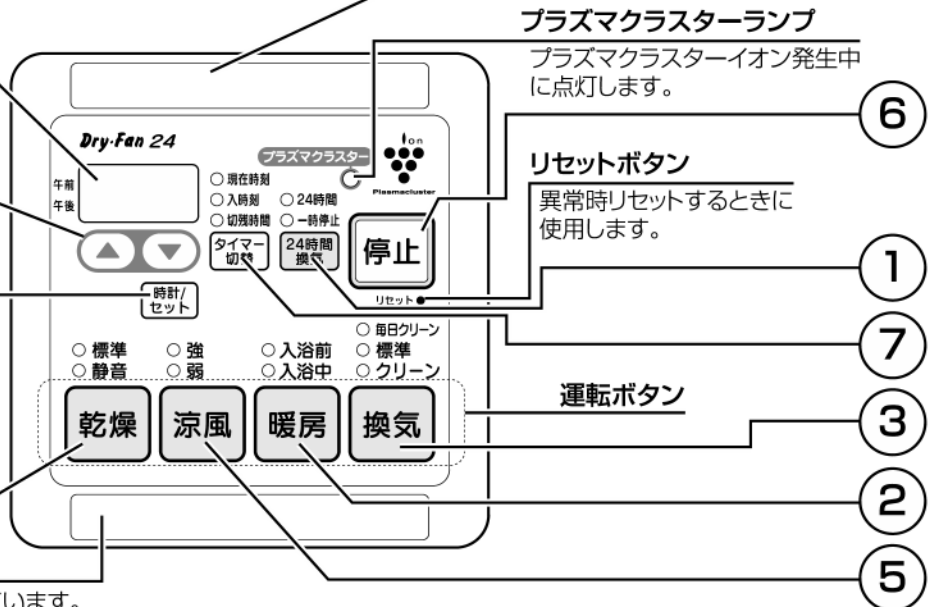 プラズマクラスターランプ
プラズマクラスターイオン発生中
に点灯します。
⑥
Dry・Fan 24
プラズマクラスター
ion
Plasmacluster
午前
午後
○ 現在時刻
○ 入時刻 ○ 24時間
○ 切残時間 ○ 一時停止
▲ ▼
タイマー
切替
24時間
換気
停止
リセット●
リセットボタン
異常時リセットするときに
使用します。
①
時計/
セット
⑦
○ 毎日クリーン
○ 標準 ○ 強 ○ 入浴前 ○ 標準
○ 静音 ○ 弱 ○ 入浴中 ○ クリーン
運転ボタン
乾燥 涼風 暖房 換気
③
②
⑤
います。